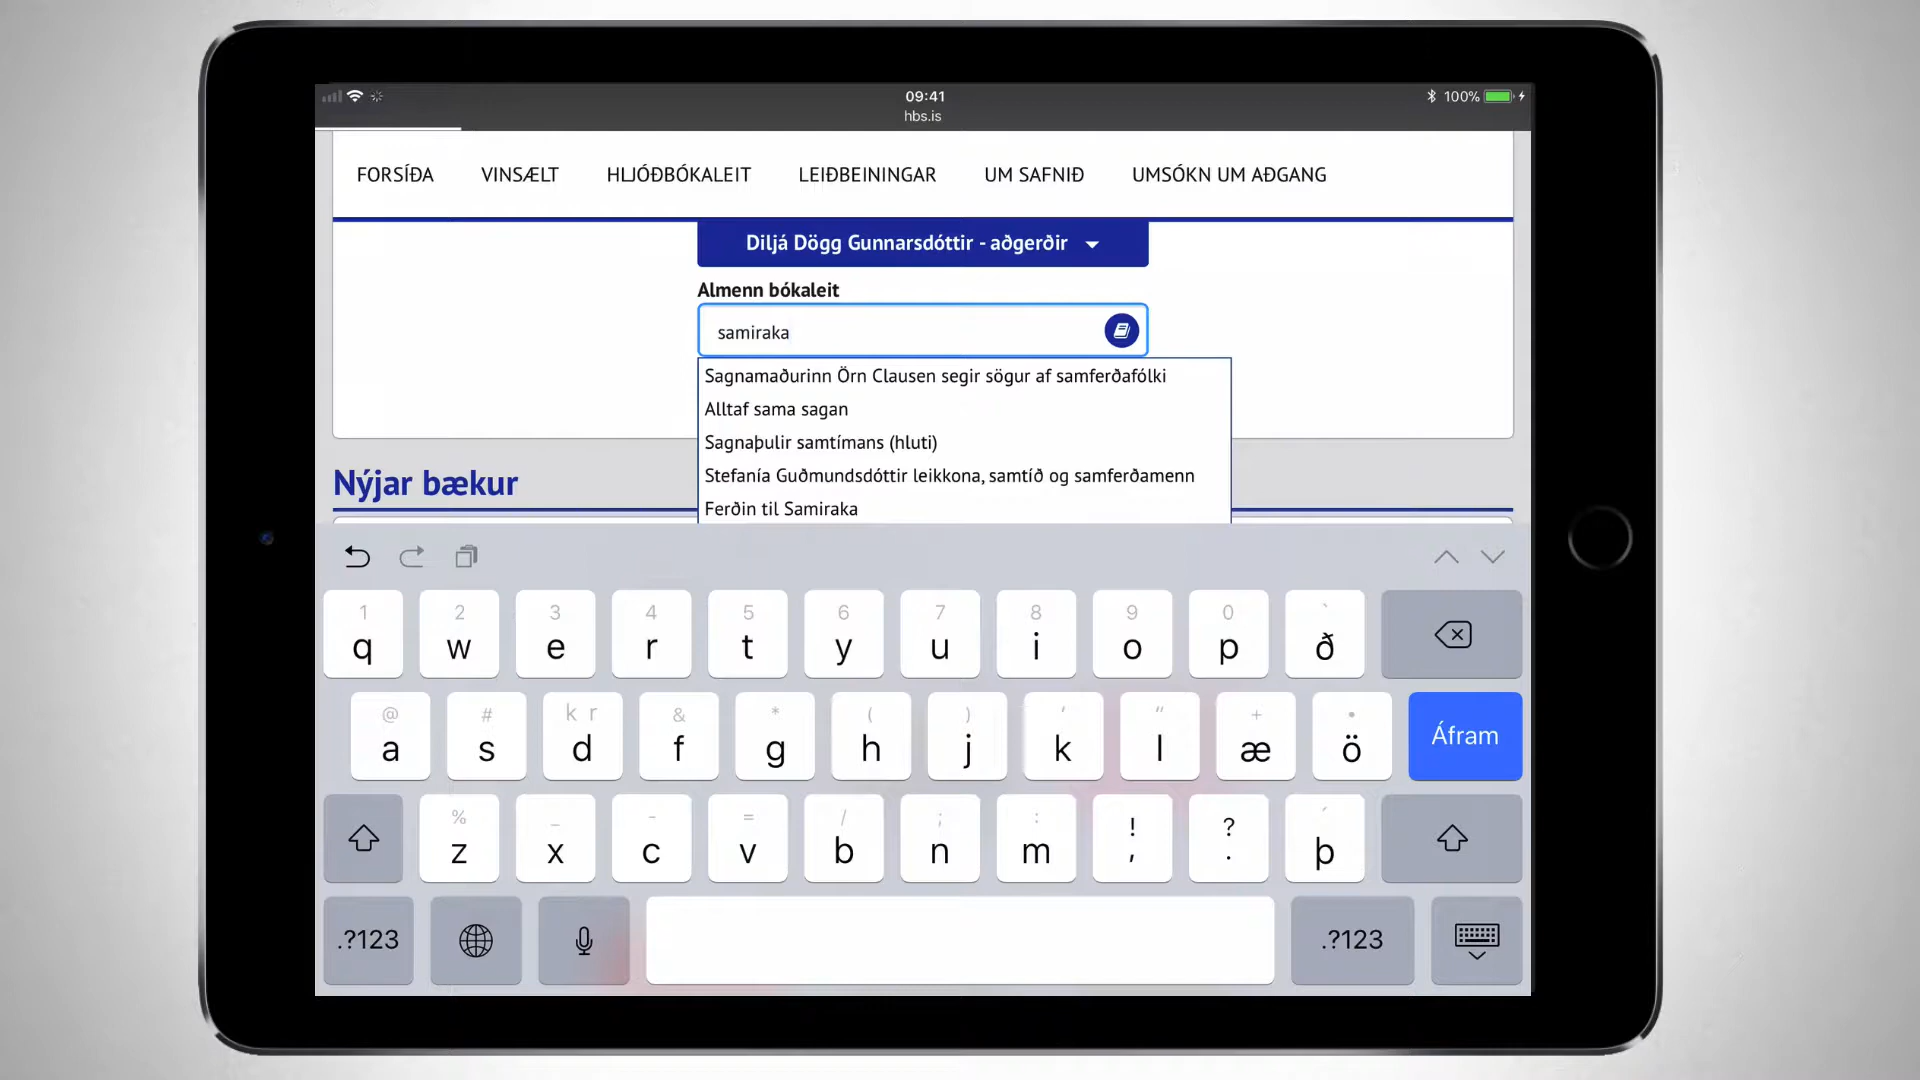 09:41
100%
hbs.is
FORSÍÐA VINSÆLT HLJÓÐBÓKALEIT LEIÐBEININGAR UM SAFNIÐ UMSÓKN UM AÐGANG
Diljá Dögg Gunnarsdóttir - aðgerðir
Almenn bókaleit
samiraka
Sagnamaðurinn Örn Clausen segir sögur af samferðafólki
Alltaf sama sagan
Sagnaþulir samtímans (hluti)
Stefanía Guðmundsdóttir leikkona, samtíð og samferðamenn
Ferðin til Samiraka
Nýjar bækur
1 2 3 4 5 6 7 8 9 0 `
q w e r t y u i o p ð
@ # k r & * ( ) ‘ “ + •
a s d f g h j k l æ ö Áfram
% _ - = / ; : ! ? ´
z x c v b n m , . þ
.?123 .?123